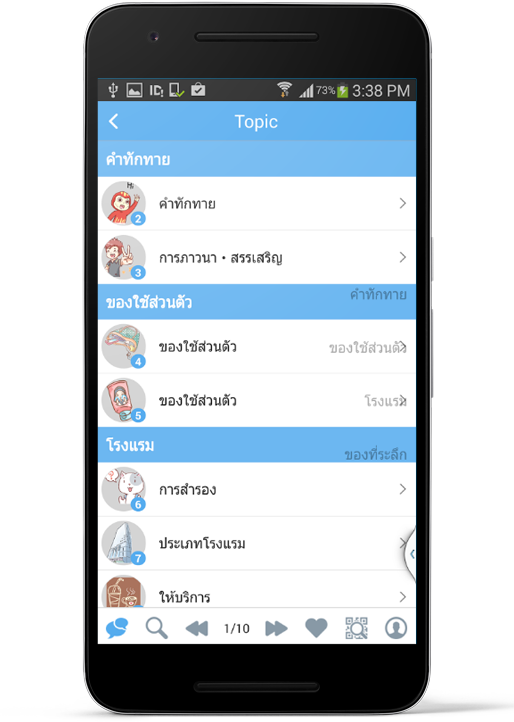 ID!
73%
3:38 PM
Topic
คำทักทาย
Hi
คำทักทาย
2
การภาวนา・สรรเสริญ
3
ของใช้ส่วนตัว
คำทักทาย
ของใช้ส่วนตัว
ของใช้ส่วนตัว
4
ของใช้ส่วนตัว
โรงแรม
5
โรงแรม
ของที่ระลึก
?
การสำรอง
6
ประเภทโรงแรม
7
ให้บริการ
1/10